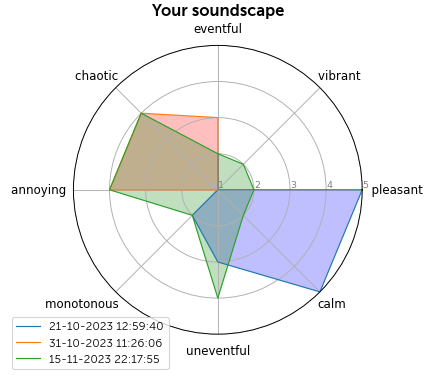 Your soundscape
eventful
chaotic
vibrant
annoying
1
2
3
4
5
pleasant
monotonous
calm
uneventful
21-10-2023 12:59:40
31-10-2023 11:26:06
15-11-2023 22:17:55